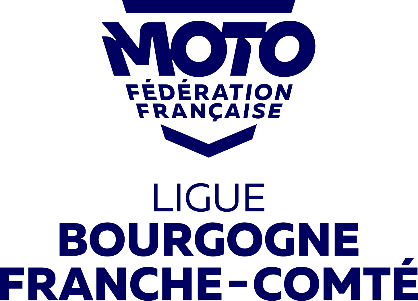 MOTO
FÉDÉRATION
FRANÇAISE
LIGUE
BOURGOGNE
FRANCHE-COMTÉ